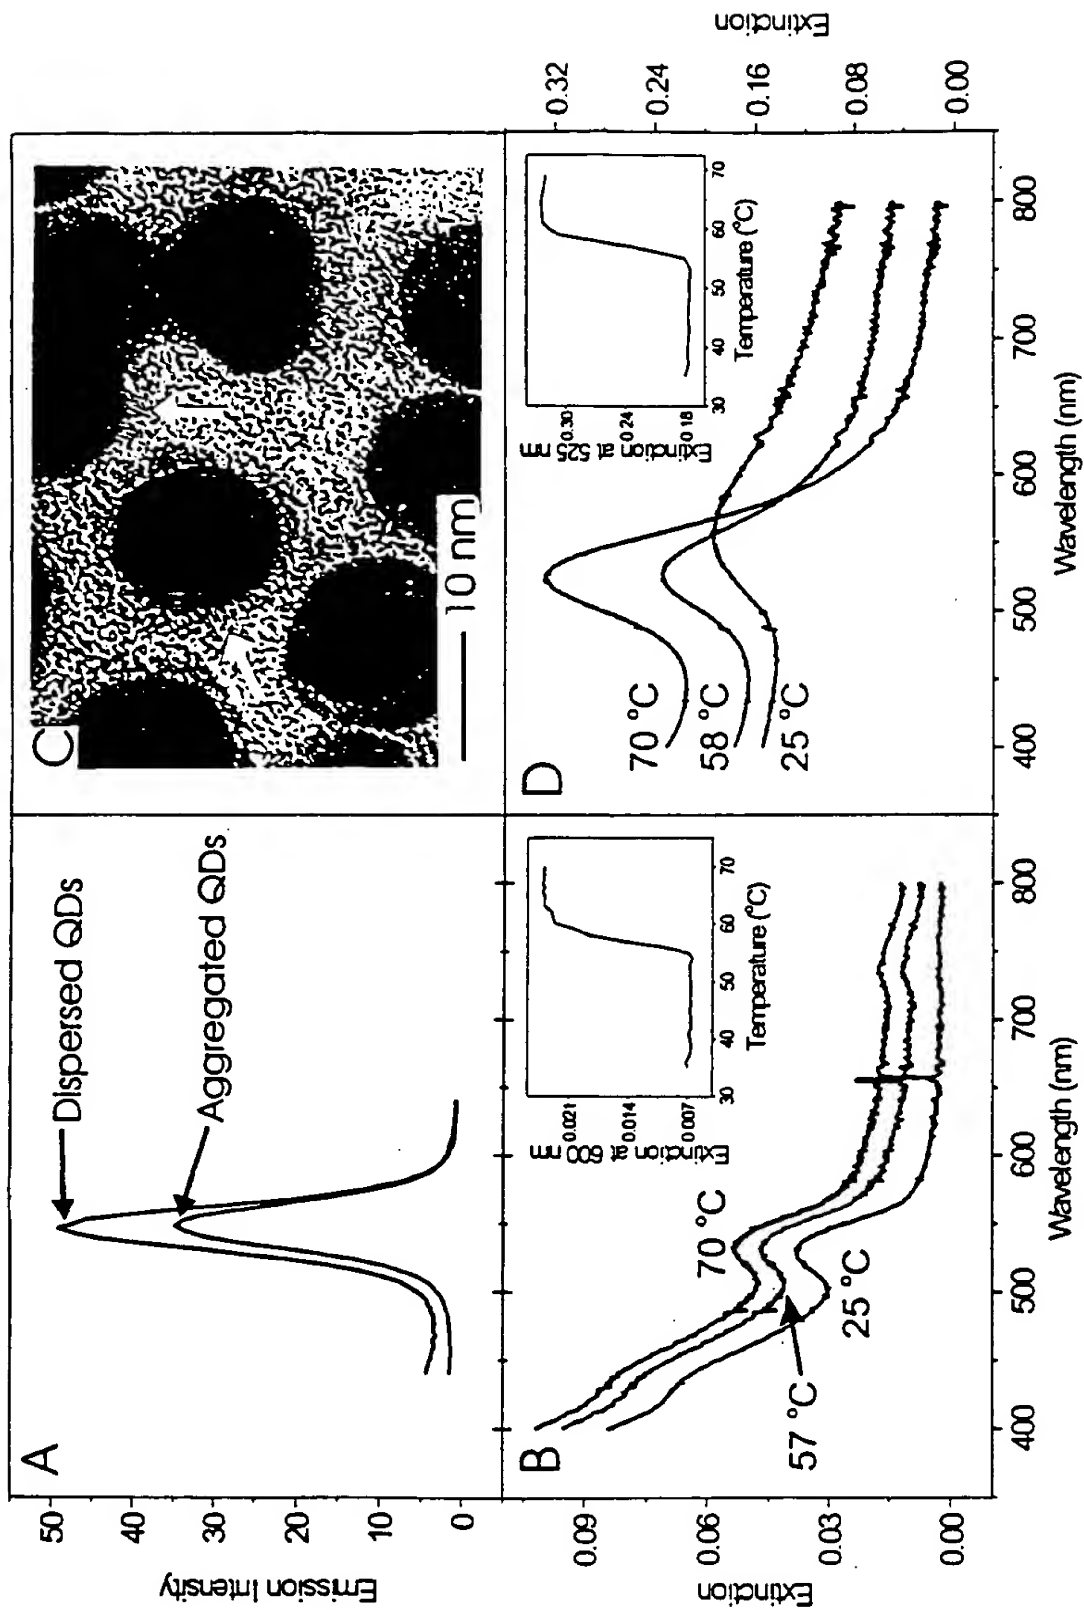 A
Dispersed QDs
Aggregated QDs
Emission Intensity
50
40
30
20
10
0
C
10 nm
B
70 °C
57 °C
25 °C
Extinction
0.09
0.06
0.03
0.00
400
500
600
700
800
Wavelength (nm)
Extinction at 600 nm
0.021
0.014
0.007
30
40
50
60
70
Temperature (°C)
D
70 °C
58 °C
25 °C
Extinction
0.32
0.24
0.16
0.08
0.00
400
500
600
700
800
Wavelength (nm)
Extinction at 525 nm
0.30
0.24
0.18
30
40
50
60
70
Temperature (°C)